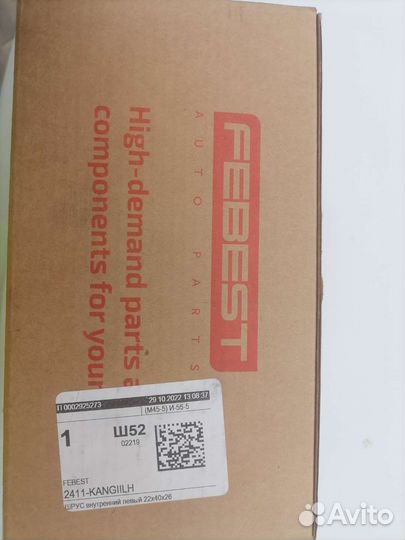 FEBEST
AUTO PARTS
High-demand parts a
components for your
П 0002925273
29.10.2022 13:08:37
1
Ш52
02219
(М45-5) И-55-5
FEBEST
2411-KANGIILH
ШРУС внутренний левый 22x40x26
Avito